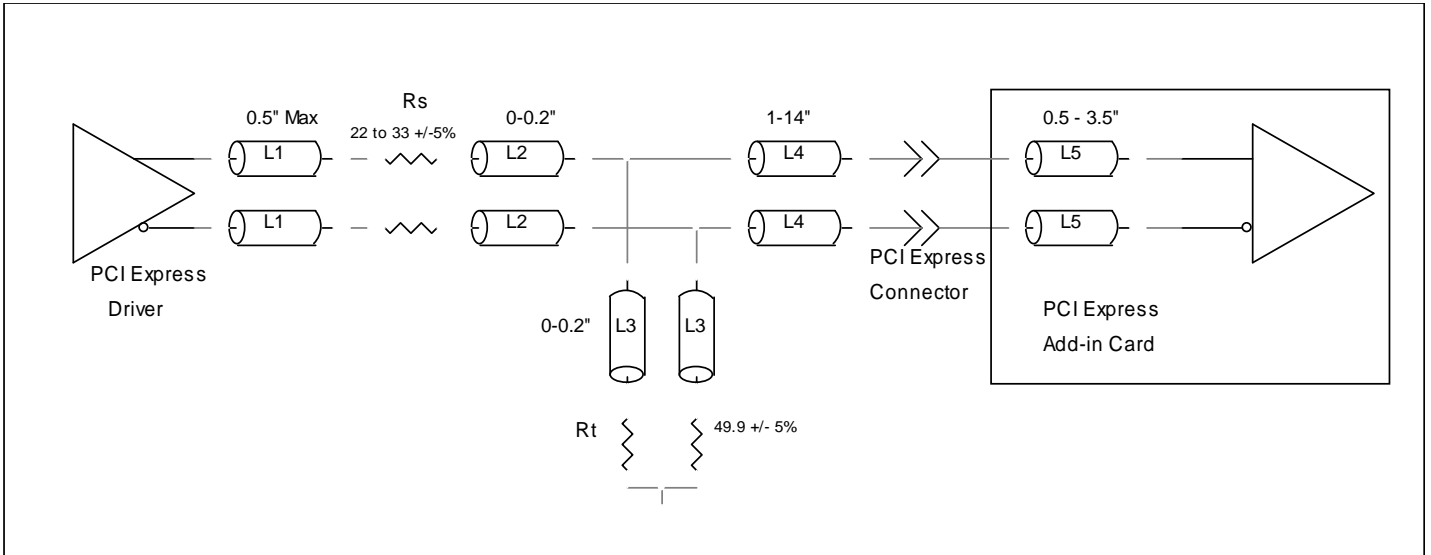 Rs
0.5" Max
22 to 33 +/-5%
0-0.2"
1-14"
0.5 - 3.5"
L1
L2
L4
L5
L1
L2
L4
L5
PCI Express
Driver
PCI Express
Connector
0-0.2"
L3
L3
PCI Express
Add-in Card
Rt
49.9 +/- 5%